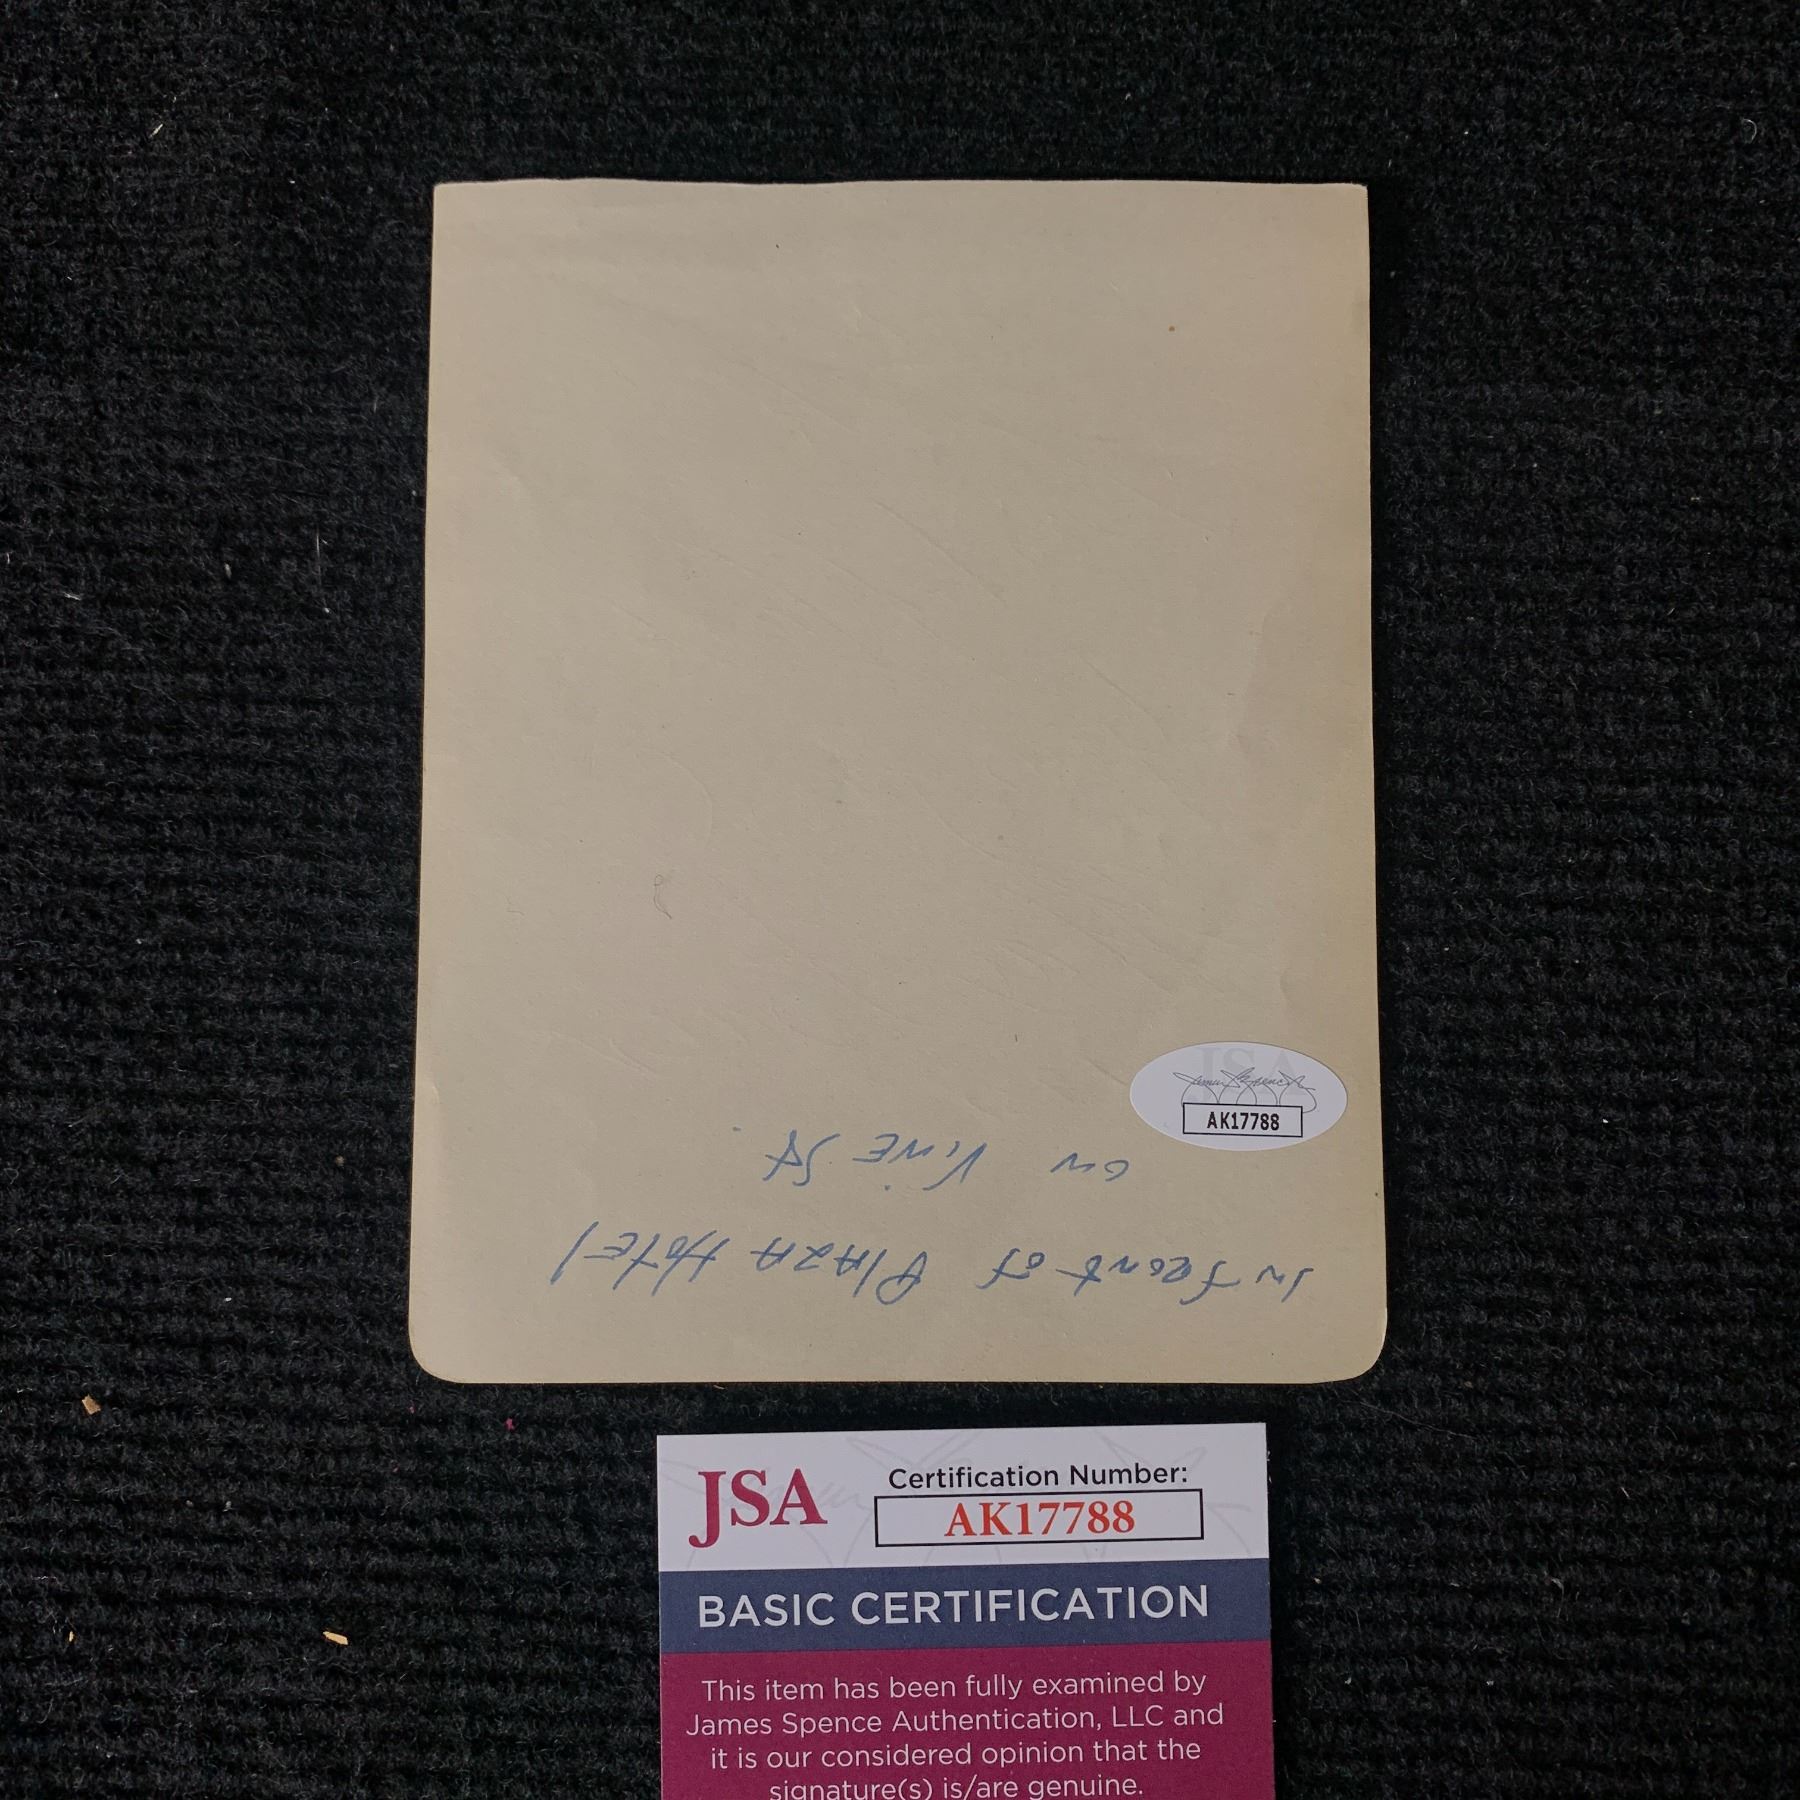 James Spence
AK17788
In front of PlAZA HotEl
on VinE St.
JSA
Certification Number:
AK17788
BASIC CERTIFICATION
This item has been fully examined by
James Spence Authentication, LLC and
it is our considered opinion that the
signature(s) is/are genuine.